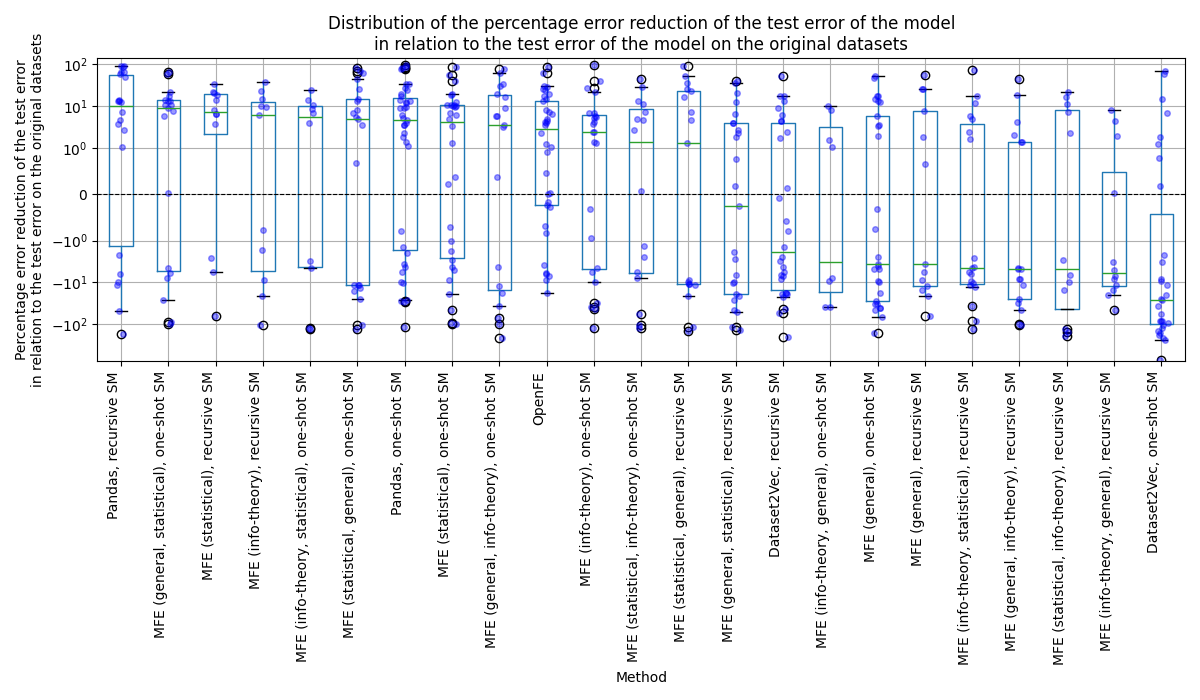 Distribution of the percentage error reduction of the test error of the model
in relation to the test error of the model on the original datasets
Percentage error reduction of the test error
in relation to the test error on the original datasets
10²
10¹
10⁰
0
−10⁰
−10¹
−10²
Pandas, recursive SM
MFE (general, statistical), one-shot SM
MFE (statistical), recursive SM
MFE (info-theory), recursive SM
MFE (info-theory, statistical), one-shot SM
MFE (statistical, general), one-shot SM
Pandas, one-shot SM
MFE (statistical), one-shot SM
MFE (general, info-theory), one-shot SM
OpenFE
MFE (info-theory), one-shot SM
MFE (statistical, info-theory), one-shot SM
MFE (statistical, general), recursive SM
MFE (general, statistical), recursive SM
Dataset2Vec, recursive SM
MFE (info-theory, general), one-shot SM
MFE (general), one-shot SM
MFE (general), recursive SM
MFE (info-theory, statistical), recursive SM
MFE (general, info-theory), recursive SM
MFE (statistical, info-theory), recursive SM
MFE (info-theory, general), recursive SM
Dataset2Vec, one-shot SM
Method